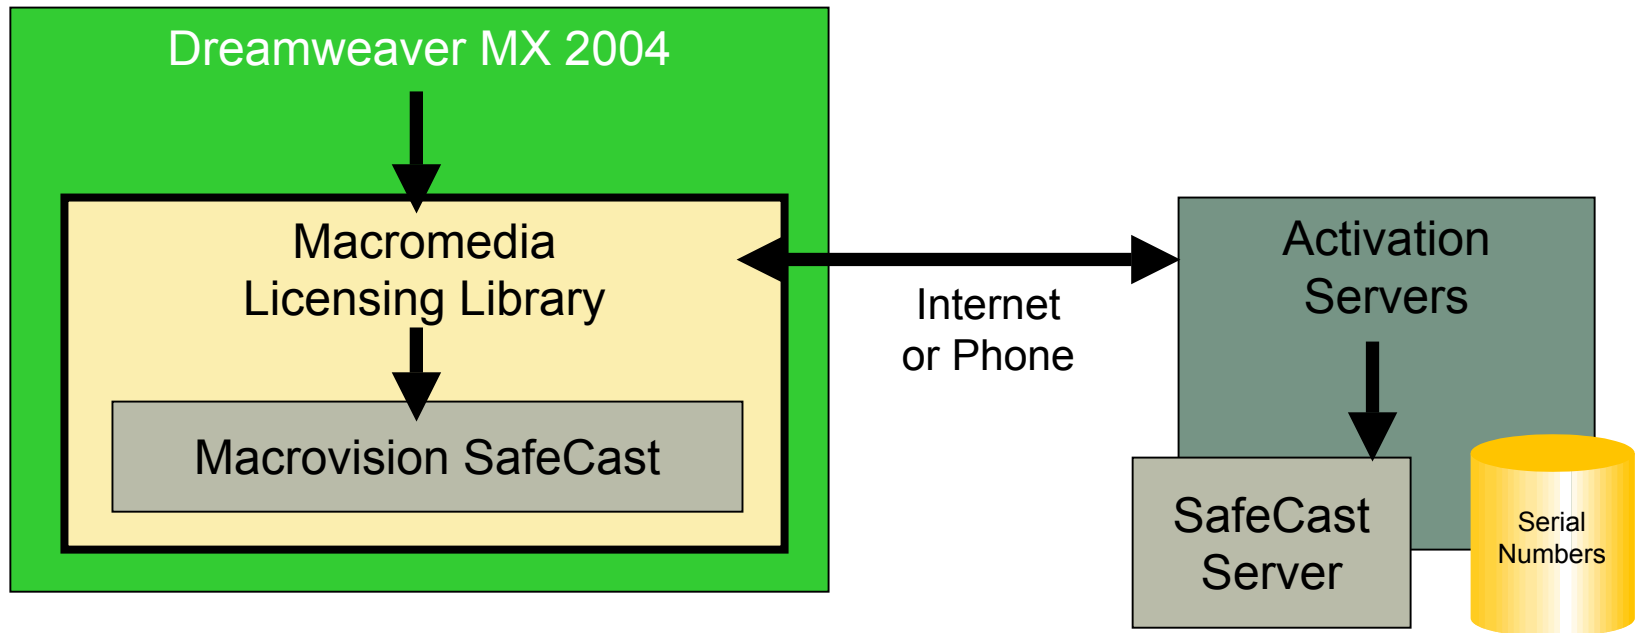 Dreamweaver MX 2004
Macromedia
Licensing Library
Macrovision SafeCast
Internet
or Phone
Activation
Servers
SafeCast
Server
Serial
Numbers